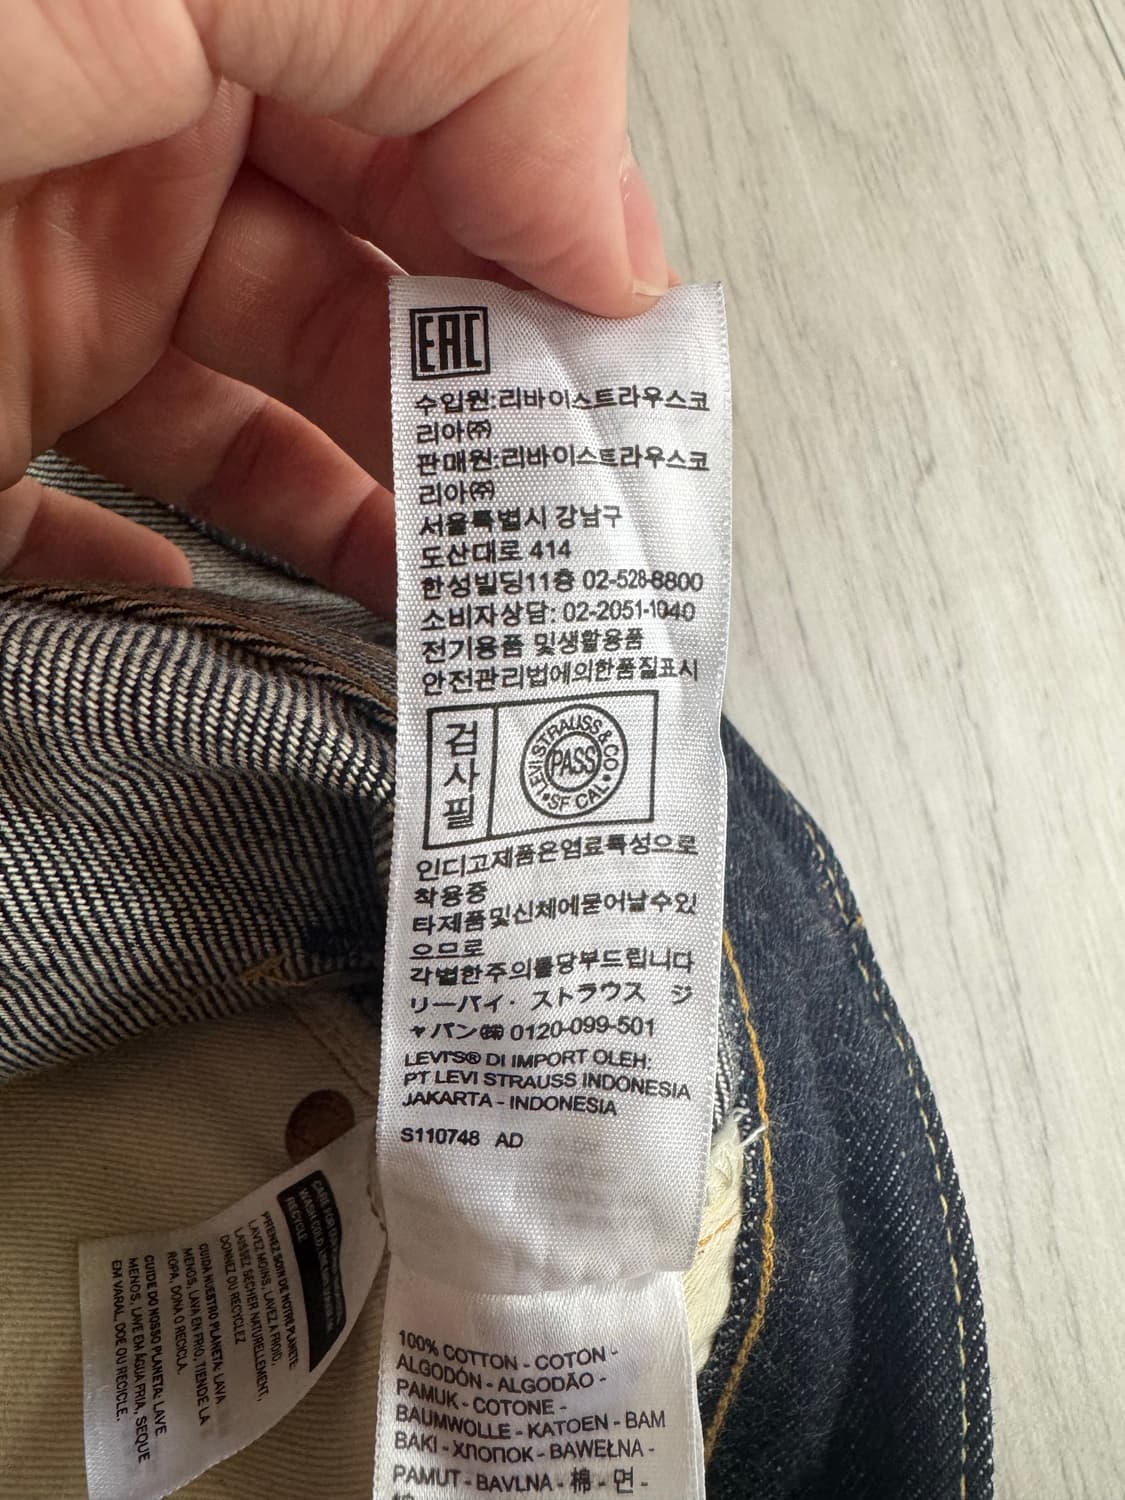 EAC
수입원:리바이스트라우스코
리아㈜
판매원:리바이스트라우스코
리아㈜
서울특별시 강남구
도산대로 414
한성빌딩11층 02-528-8800
소비자상담: 02-2051-1040
전기용품 및생활용품
안전관리법에의한품질표시
검사필
LEVI STRAUSS & CO
PASS
SF CAL
인디고제품은염료특성으로
착용중
타제품및신체에묻어날수있
으므로
각별한주의를당부드립니다
リーバイ・ストラウス ジ
ャパン㈱ 0120-099-501
LEVI'S® DI IMPORT OLEH:
PT LEVI STRAUSS INDONESIA
JAKARTA - INDONESIA
S110748 AD
100% COTTON - COTON -
ALGODÓN - ALGODÃO -
PAMUK - COTONE -
BAUMWOLLE - KATOEN - BAM
BAKI - ХЛОПОК - BAWEŁNA -
PAMUT - BAVLNA - 棉 - 면 -
RECYCLE.
PRENEZ SOIN DE NOTRE PLANÈTE:
LAVEZ MOINS, LAVEZ À FROID,
LAISSEZ SÉCHER NATURELLEMENT,
DONNEZ OU RECYCLEZ
CUIDA NUESTRO PLANETA: LAVA
MENOS, LAVA EN FRÍO, TIENDE LA
ROPA, DONA O RECICLA.
CUIDE DO NOSSO PLANETA: LAVE
MENOS, LAVE EM ÁGUA FRIA, SEQUE
EM VARAL, DOE OU RECICLE.